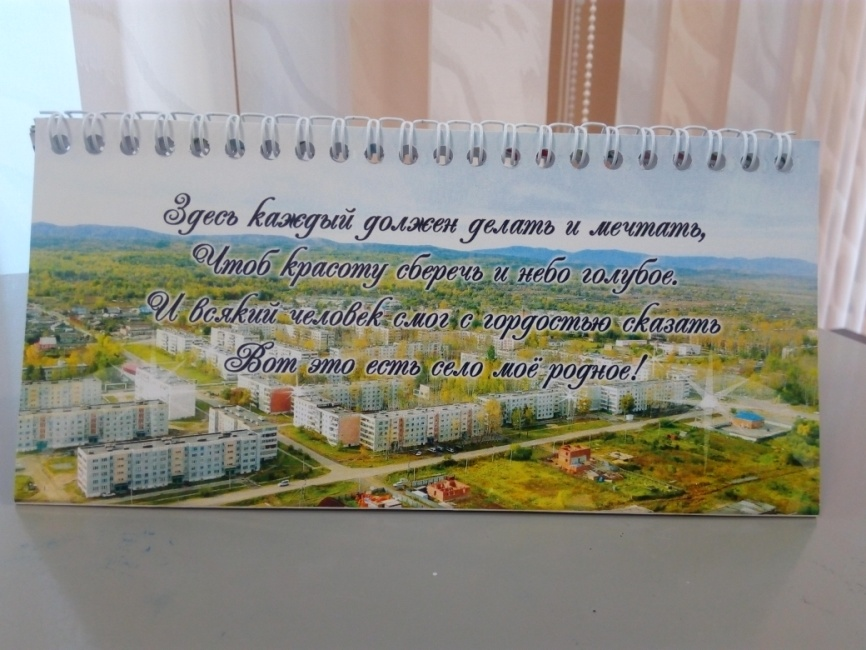 Здесь каждый должен делать и мечтать,
Чтоб красоту сберечь и небо голубое.
И всякий человек смог с гордостью сказать
Вот это есть село моё родное!